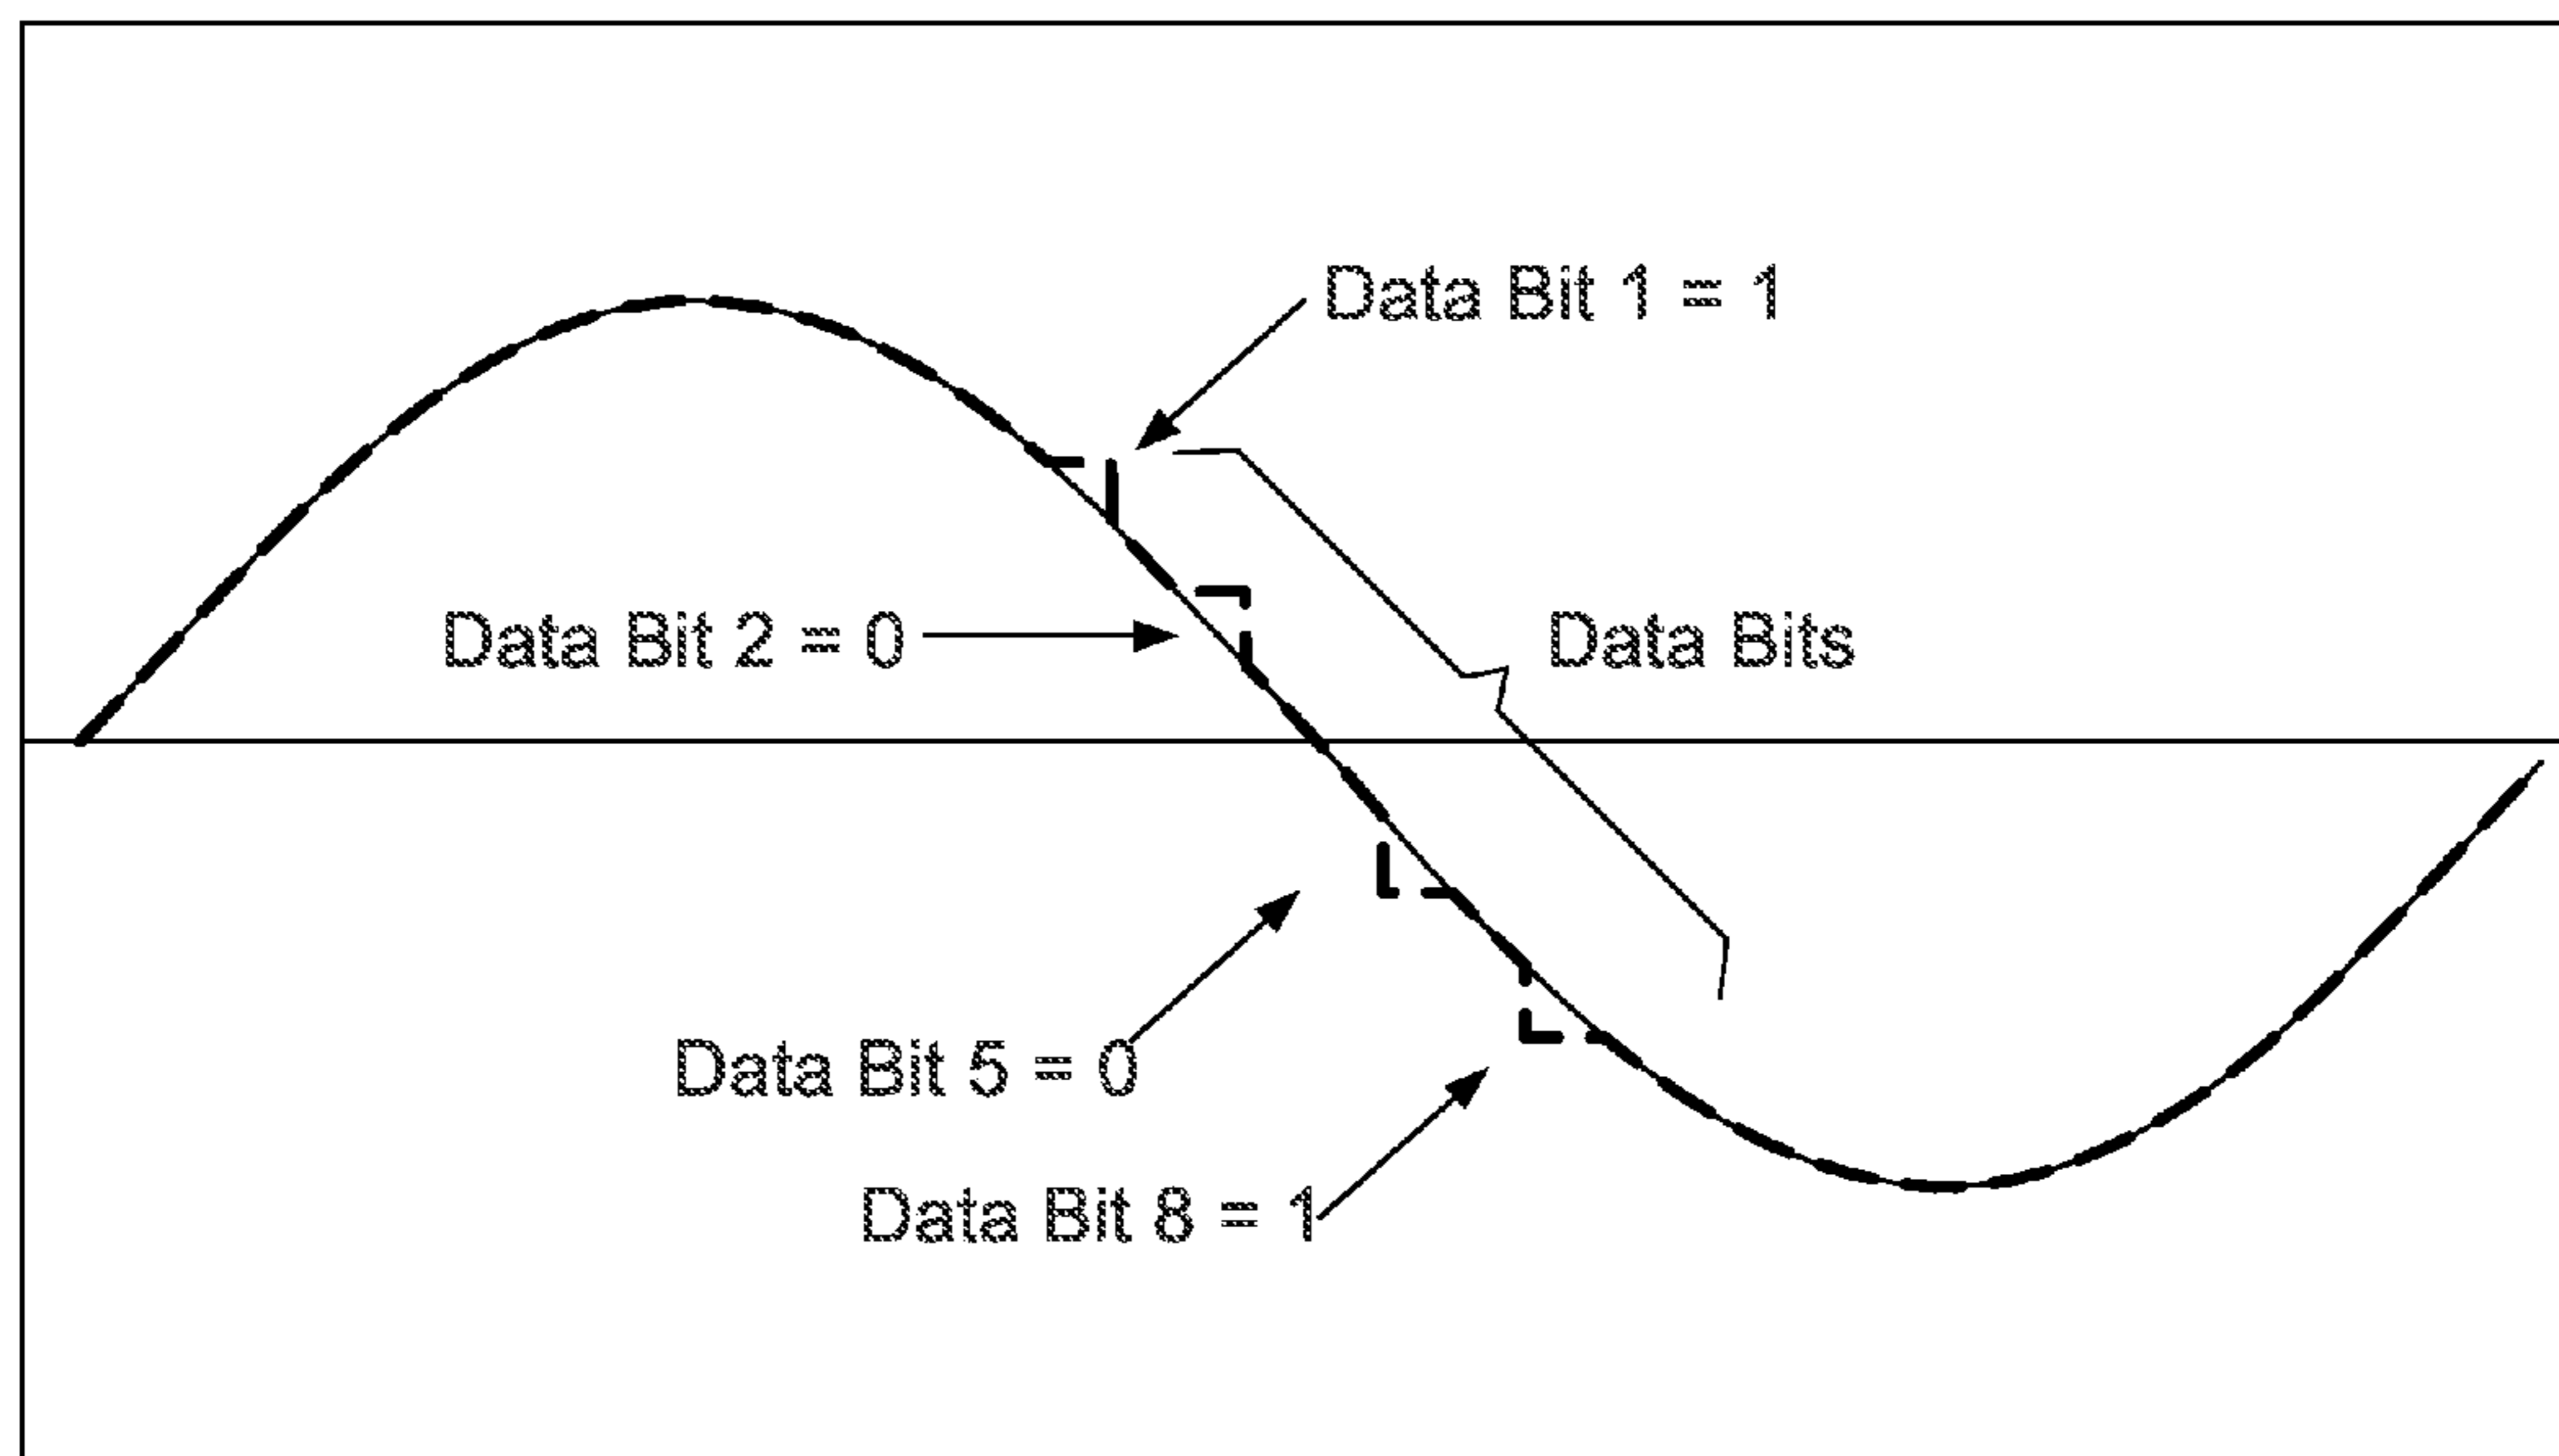 Data Bit 1 = 1
Data Bit 2 = 0
Data Bits
Data Bit 5 = 0
Data Bit 8 = 1